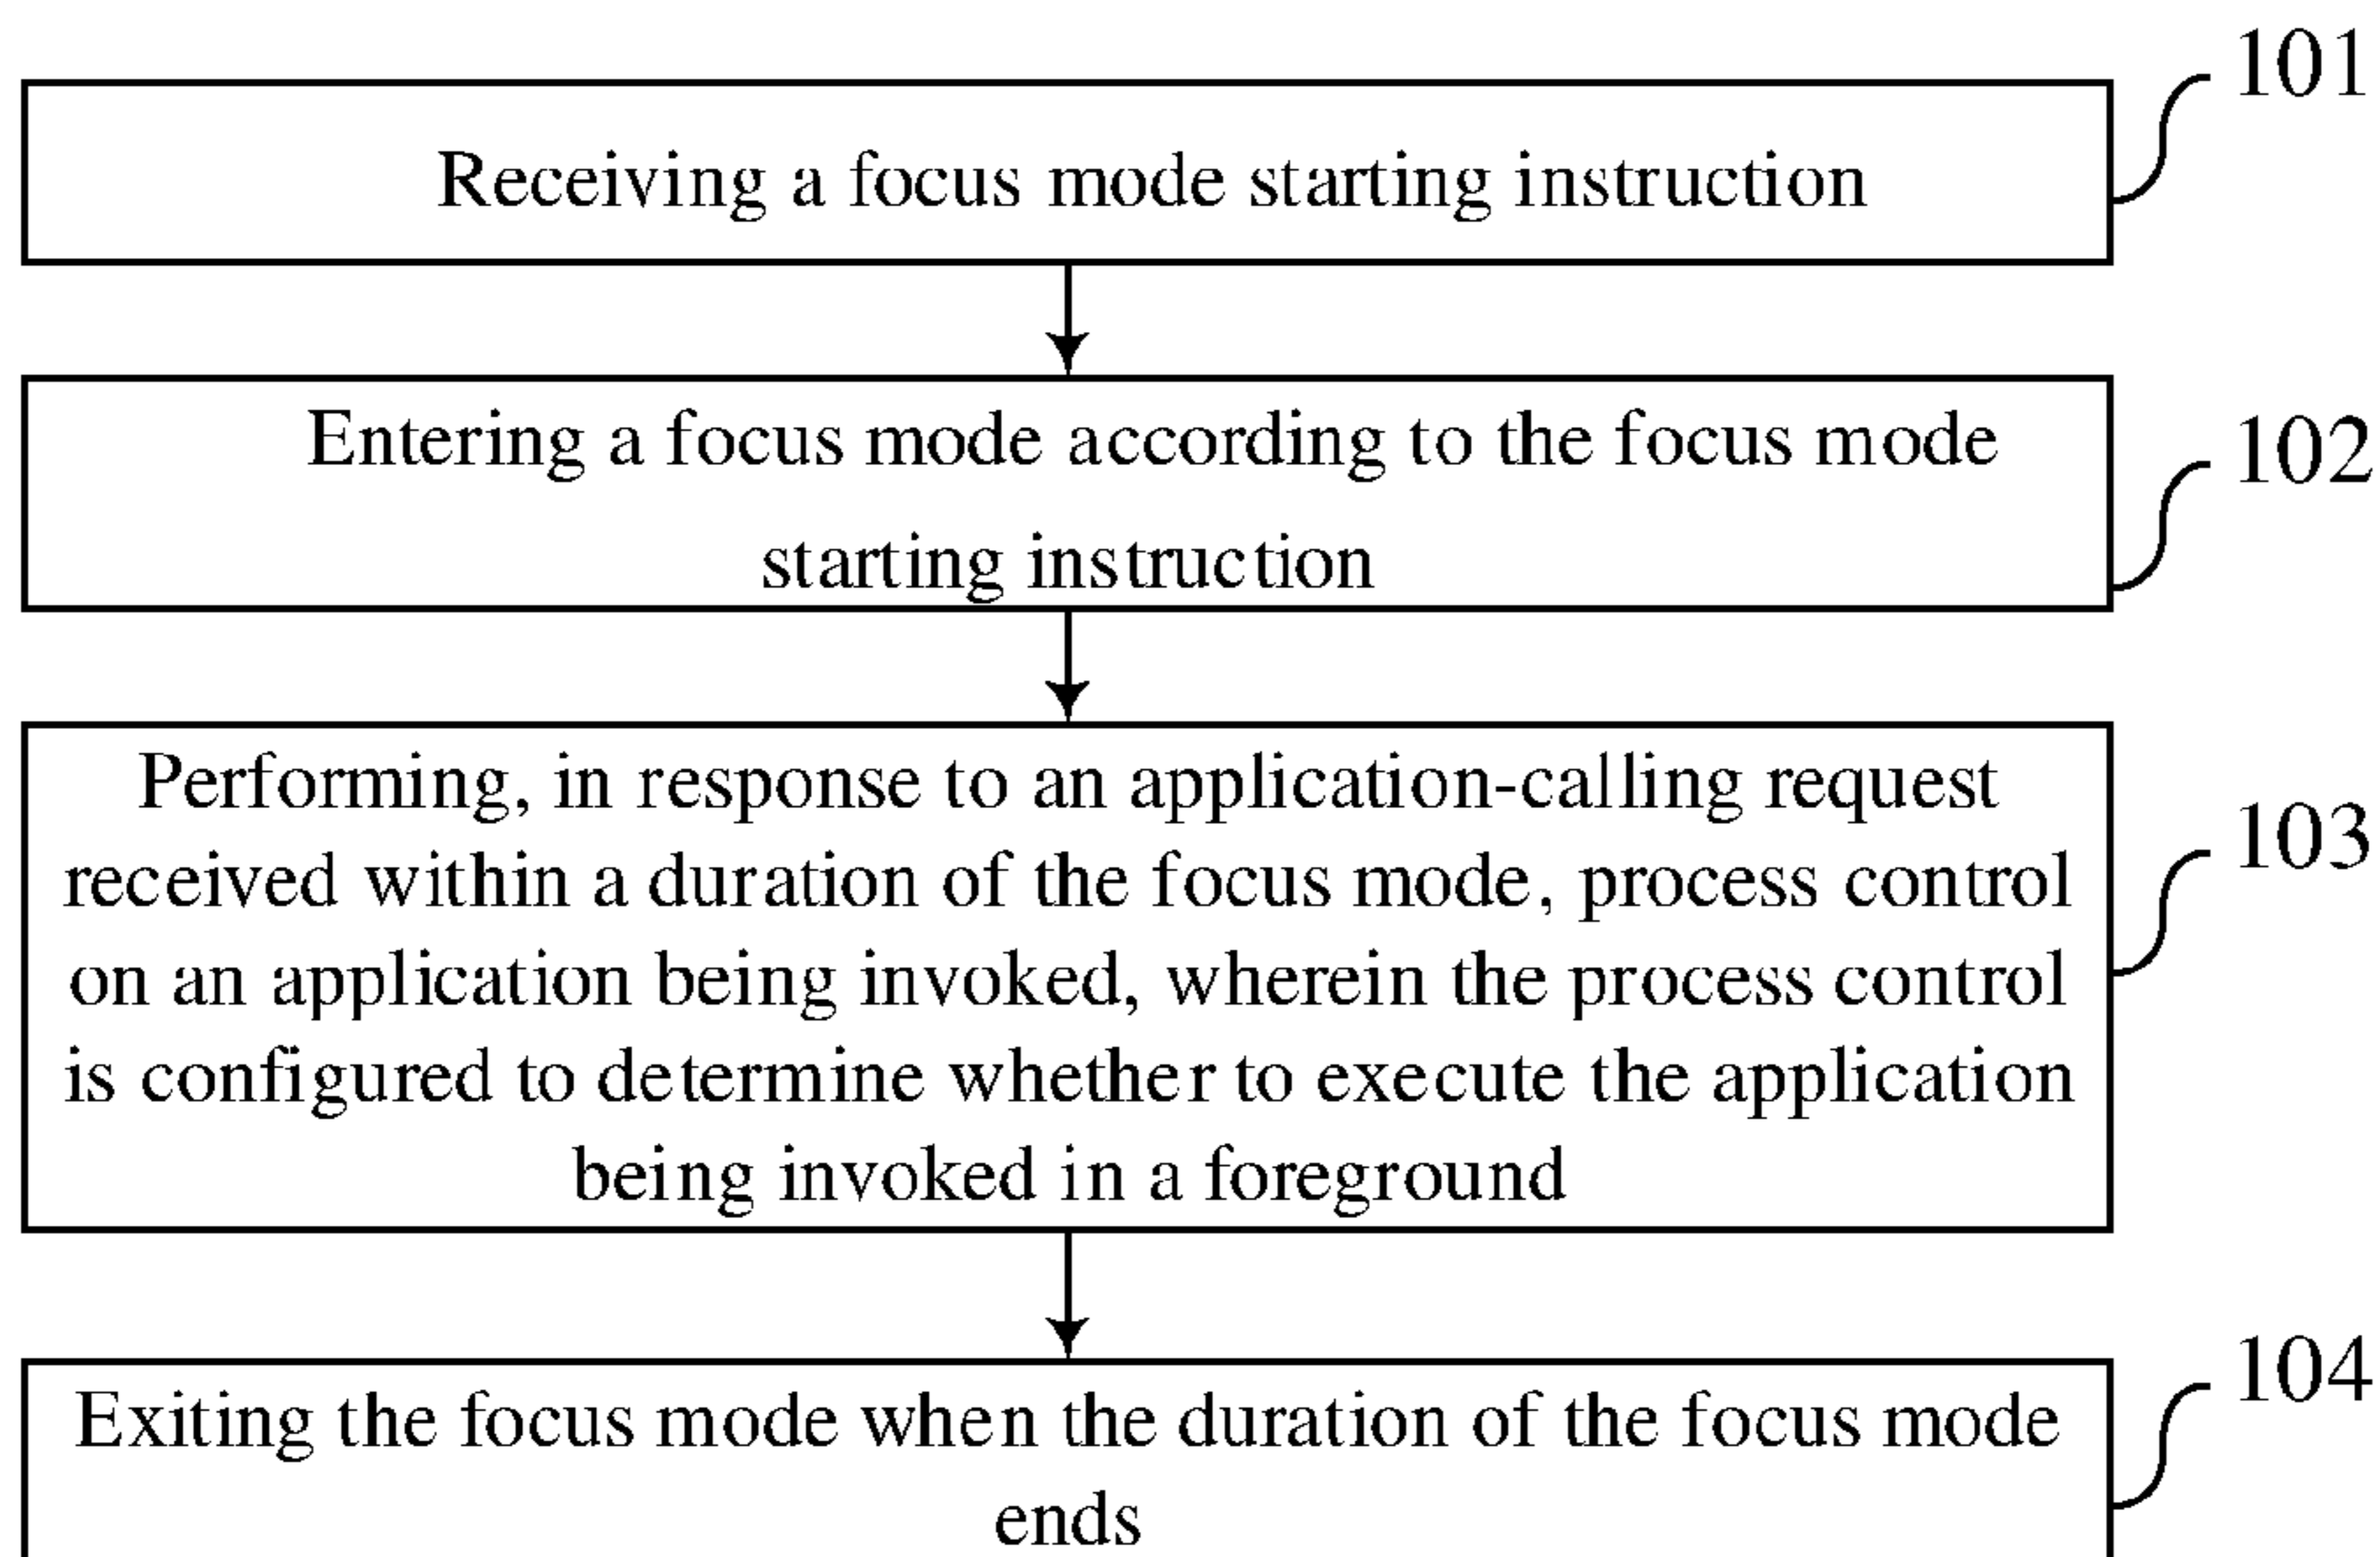 101
Receiving a focus mode starting instruction
Entering a focus mode according to the focus mode
102
starting instruction
Performing, in response to an application-calling request
103
received within a duration of the focus mode, process control
on an application being invoked, wherein the process control
is configured to determine whether to execute the application
being invoked in a foreground
104
Exiting the focus mode when the duration of the focus mode
ends